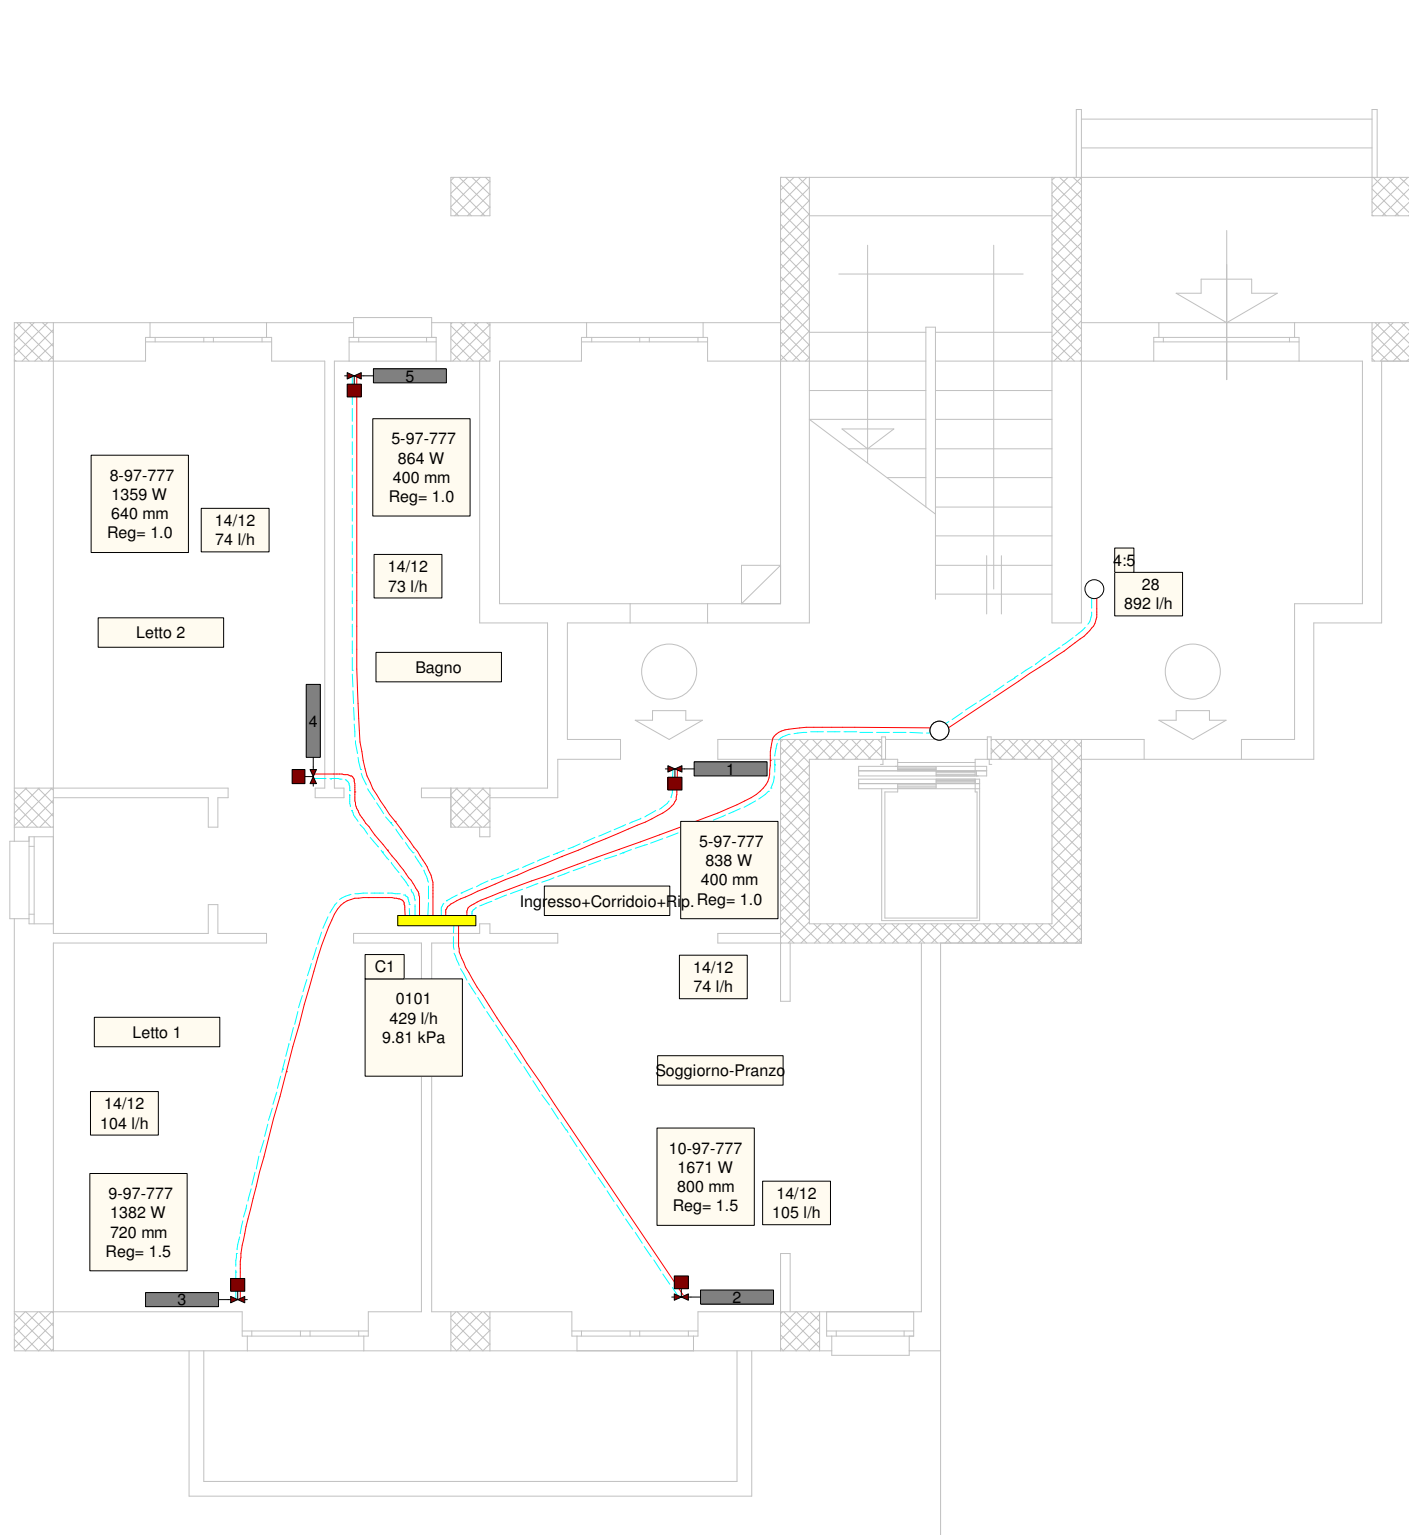 5
5-97-777
864 W
400 mm
Reg= 1.0
8-97-777
1359 W
640 mm
Reg= 1.0
14/12
74 l/h
14/12
73 l/h
4:5
28
892 l/h
Letto 2
Bagno
4
1
5-97-777
838 W
400 mm
Reg= 1.0
Ingresso+Corridoio+Rip.
C1
0101
429 l/h
9.81 kPa
14/12
74 l/h
Letto 1
Soggiorno-Pranzo
14/12
104 l/h
10-97-777
1671 W
800 mm
Reg= 1.5
14/12
105 l/h
9-97-777
1382 W
720 mm
Reg= 1.5
3
2